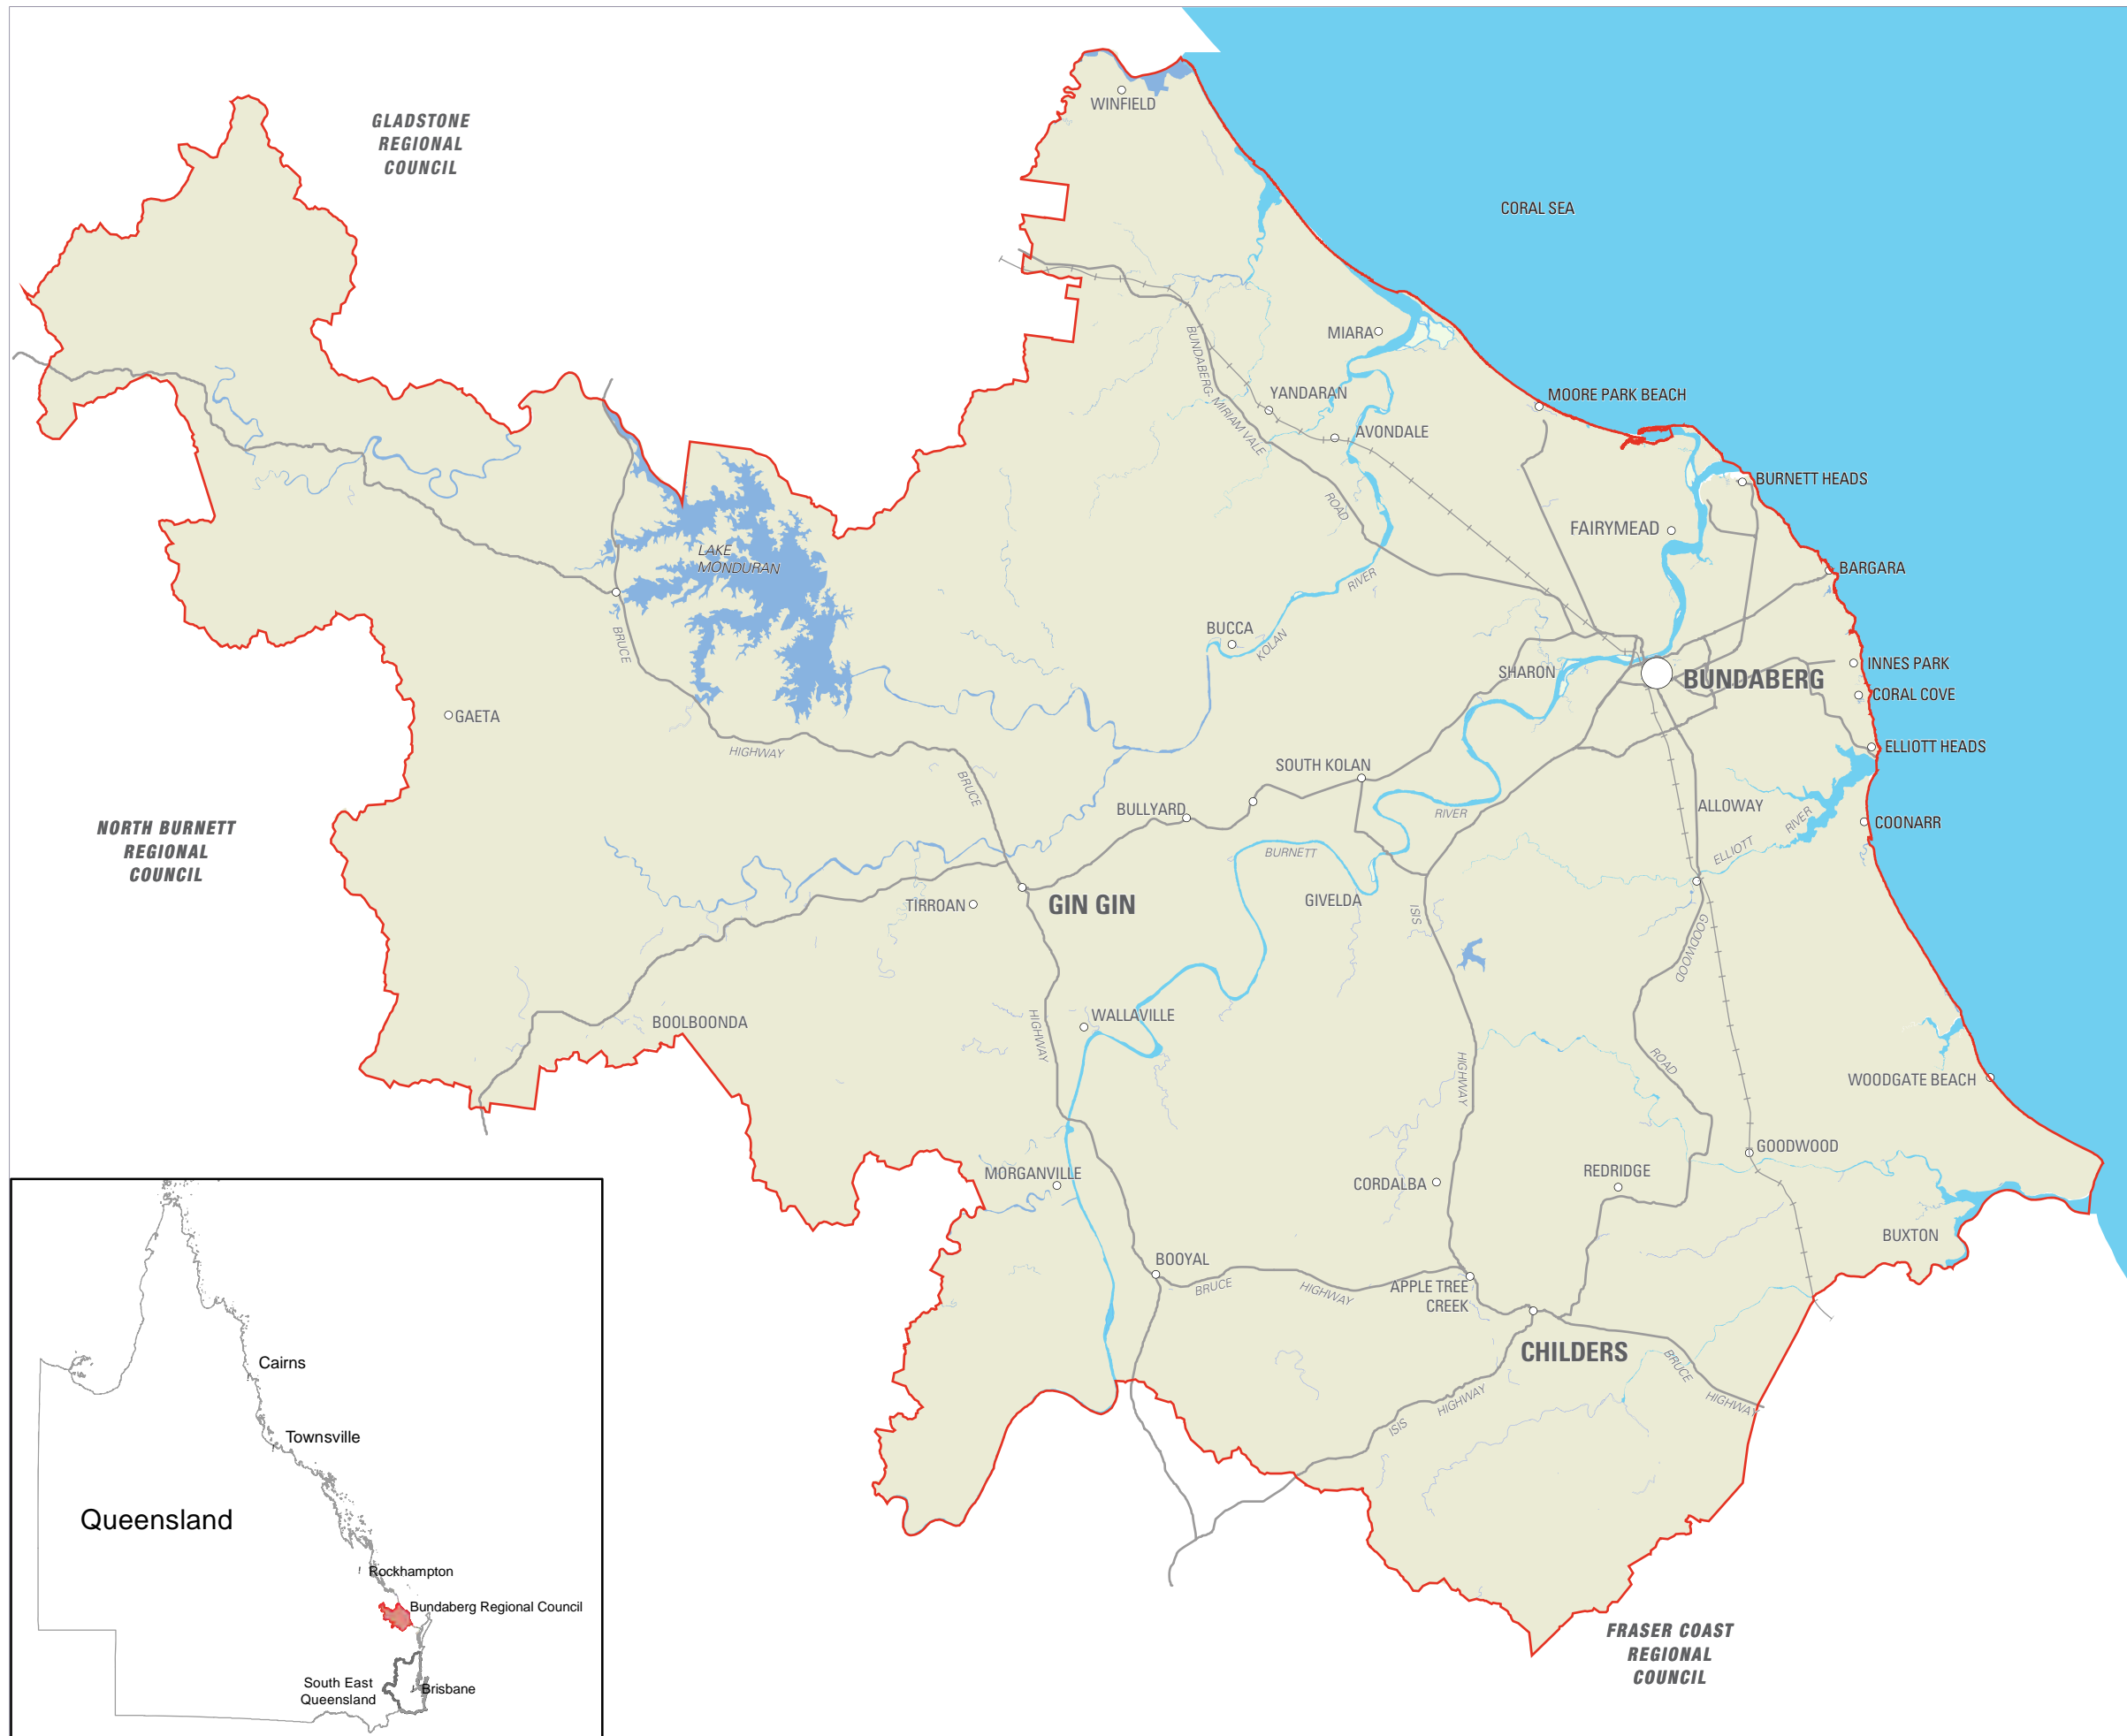 GLADSTONE
REGIONAL
COUNCIL
WINFIELD
CORAL SEA
MIARA
BUNDABERG- MIRIAM VALE
ROAD
YANDARAN
MOORE PARK BEACH
AVONDALE
BURNETT HEADS
FAIRYMEAD
LAKE
MONDURAN
BARGARA
RIVER
KOLAN
BUCCA
BRUCE
SHARON
INNES PARK
BUNDABERG
CORAL COVE
GAETA
HIGHWAY
ELLIOTT HEADS
SOUTH KOLAN
BRUCE
BULLYARD
RIVER
ALLOWAY
RIVER
ELLIOTT
COONARR
NORTH BURNETT
REGIONAL
COUNCIL
BURNETT
GIVELDA
TIRROAN
GIN GIN
ISIS
GOODWOOD
ROAD
BOOLBOONDA
HIGHWAY
WALLAVILLE
HIGHWAY
WOODGATE BEACH
GOODWOOD
MORGANVILLE
CORDALBA
REDRIDGE
BUXTON
BOOYAL
BRUCE
HIGHWAY
APPLE TREE
CREEK
CHILDERS
BRUCE
HIGHWAY
ISIS
HIGHWAY
FRASER COAST
REGIONAL
COUNCIL
Cairns
Townsville
Queensland
Rockhampton
Bundaberg Regional Council
South East
Queensland
Brisbane